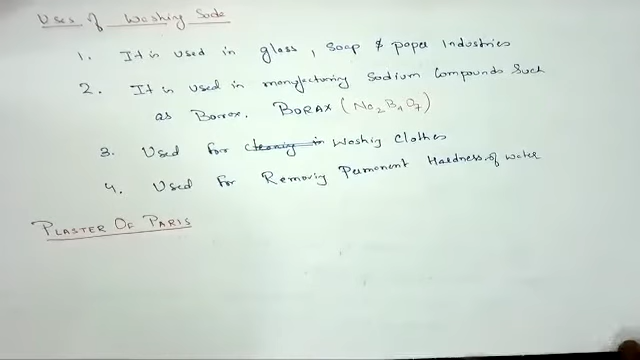 Uses of Washing Soda
1. It is used in glass, soap & paper Industries
2. It is used in manufacturing Sodium Compounds Such
as Borax. BORAX (Na2B4O7)
3. Used for cleaning in Washing Clothes
4. Used for Removing Permanent Hardness of water
PLASTER OF PARIS